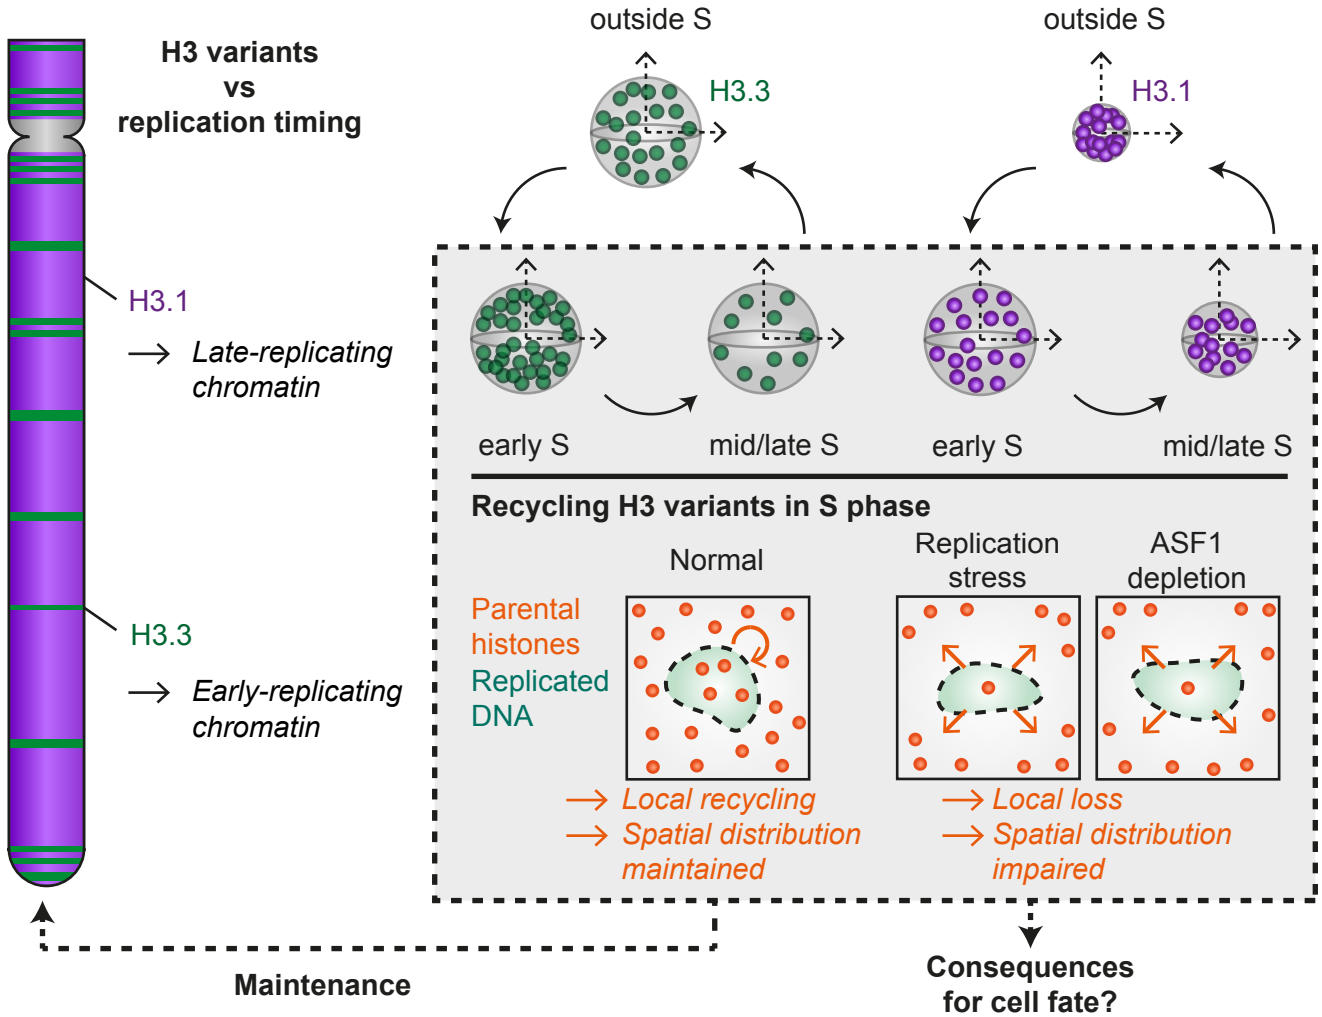 H3 variants
vs
replication timing
H3.1
Late-replicating
chromatin
H3.3
Early-replicating
chromatin
outside S
H3.3
outside S
H3.1
early S
mid/late S
early S
mid/late S
Recycling H3 variants in S phase
Normal
Replication
stress
ASF1
depletion
Parental
histones
Replicated
DNA
Local recycling
Spatial distribution
maintained
Local loss
Spatial distribution
impaired
Maintenance
Consequences
for cell fate?